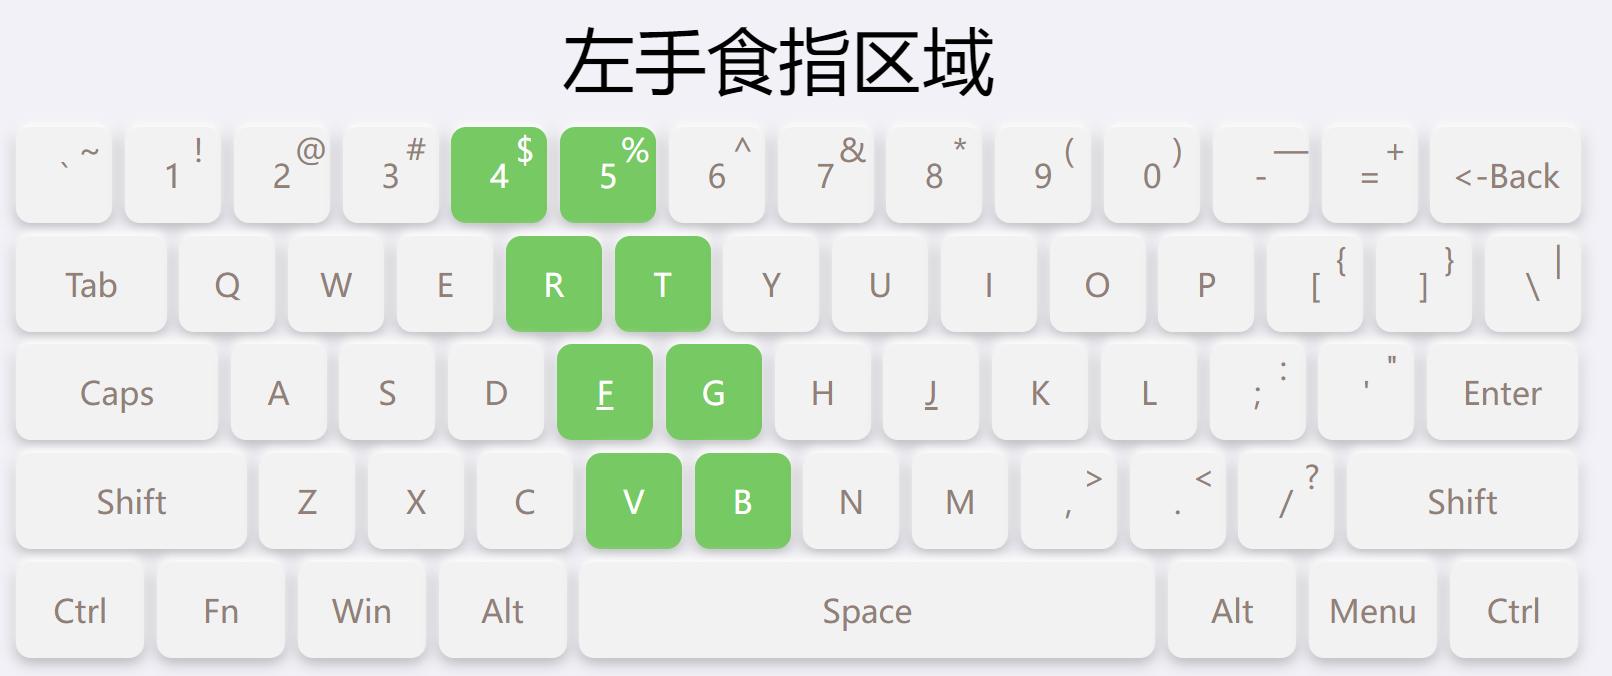 左手食指区域
` ~ 1 ! 2 @ 3 # 4 $ 5 % 6 ^ 7 & 8 * 9 ( 0 ) - — = + <-Back
Tab Q W E R T Y U I O P [ { ] } \ |
Caps A S D F G H J K L ; : ' " Enter
Shift Z X C V B N M , > . < / ? Shift
Ctrl Fn Win Alt Space Alt Menu Ctrl